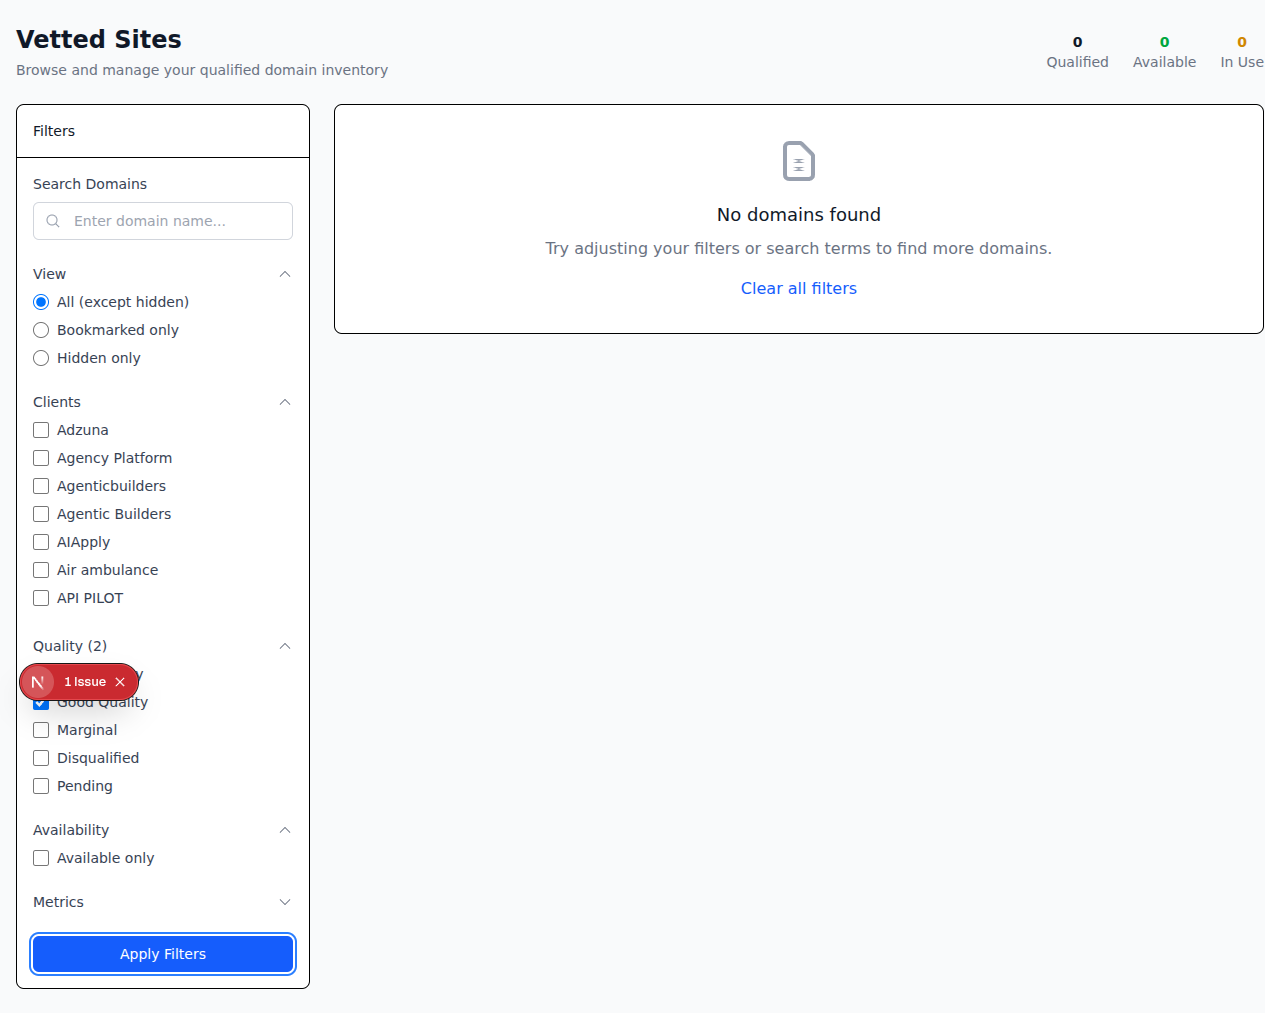 Vetted Sites
Browse and manage your qualified domain inventory
0
Qualified
0
Available
0
In Use
Filters
Search Domains
Enter domain name...
View
All (except hidden)
Bookmarked only
Hidden only
Clients
Adzuna
Agency Platform
Agenticbuilders
Agentic Builders
AIApply
Air ambulance
API PILOT
Quality (2)
1 Issue
Good Quality
Marginal
Disqualified
Pending
Availability
Available only
Metrics
Apply Filters
No domains found
Try adjusting your filters or search terms to find more domains.
Clear all filters